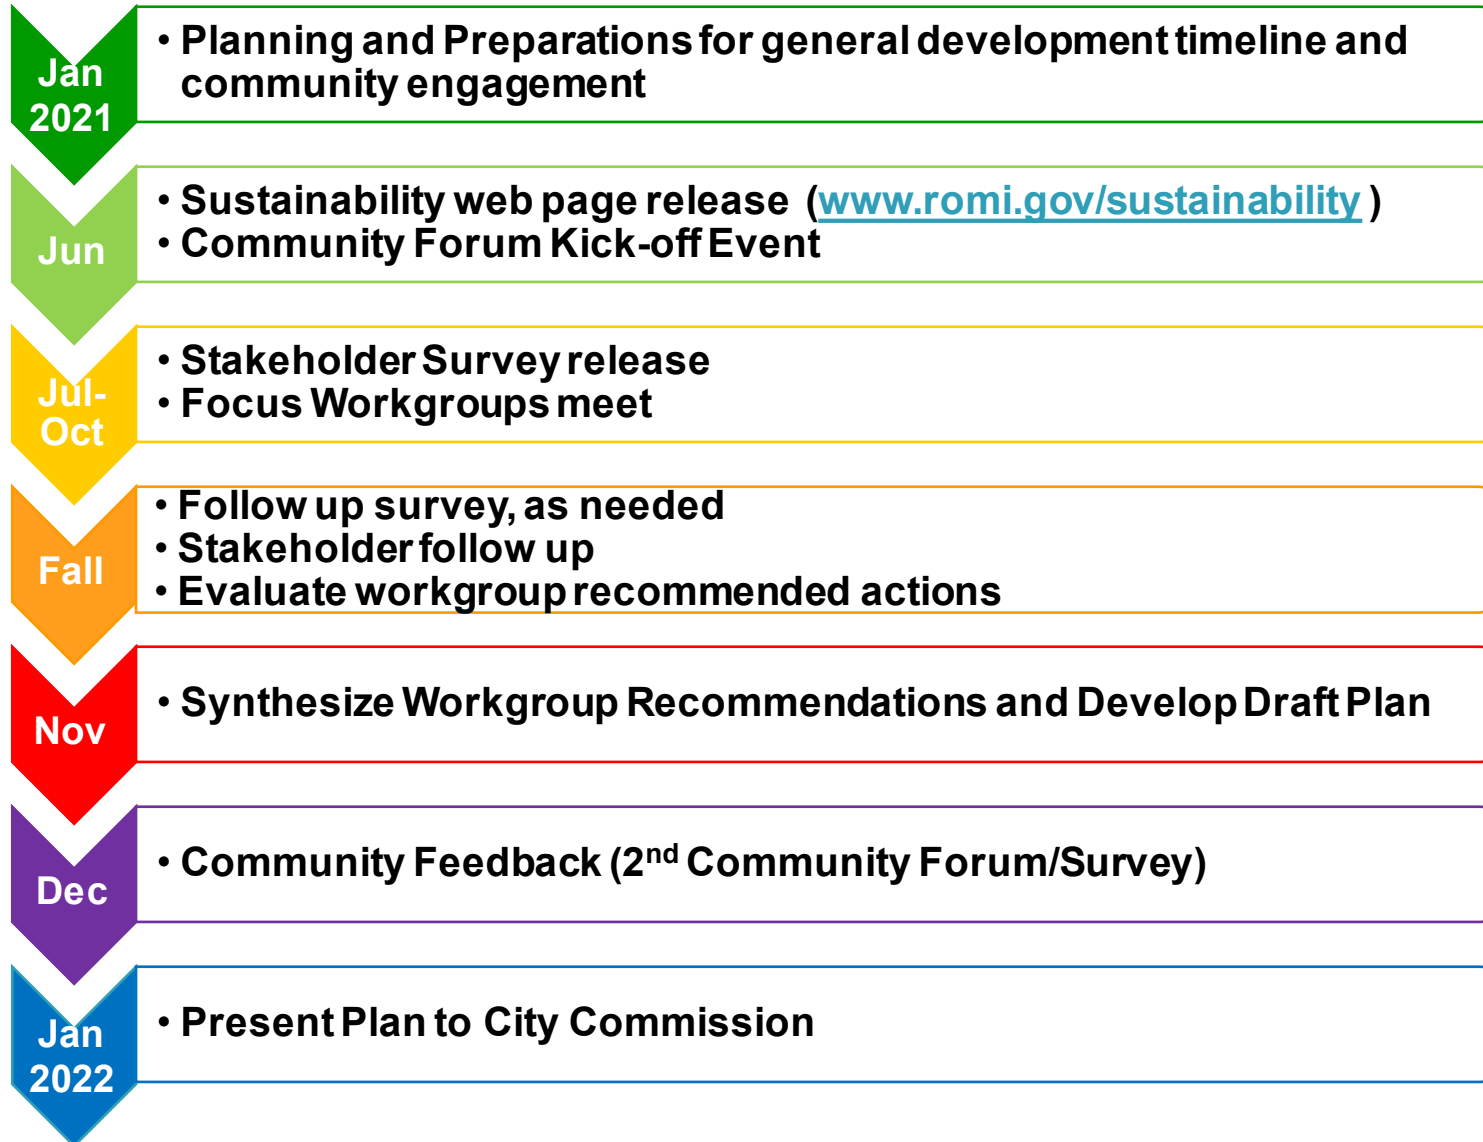 Jan
2021
• Planning and Preparations for general development timeline and
community engagement
Jun
• Sustainability web page release (www.romi.gov/sustainability )
• Community Forum Kick-off Event
Jul-
Oct
• Stakeholder Survey release
• Focus Workgroups meet
Fall
• Follow up survey, as needed
• Stakeholder follow up
• Evaluate workgroup recommended actions
Nov
• Synthesize Workgroup Recommendations and Develop Draft Plan
Dec
• Community Feedback (2nd Community Forum/Survey)
Jan
2022
• Present Plan to City Commission